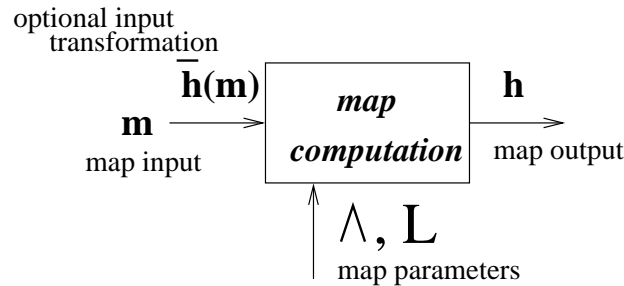 optional input
transformation
h̅(m)
m
map input
map
computation
h
map output
Λ, L
map parameters